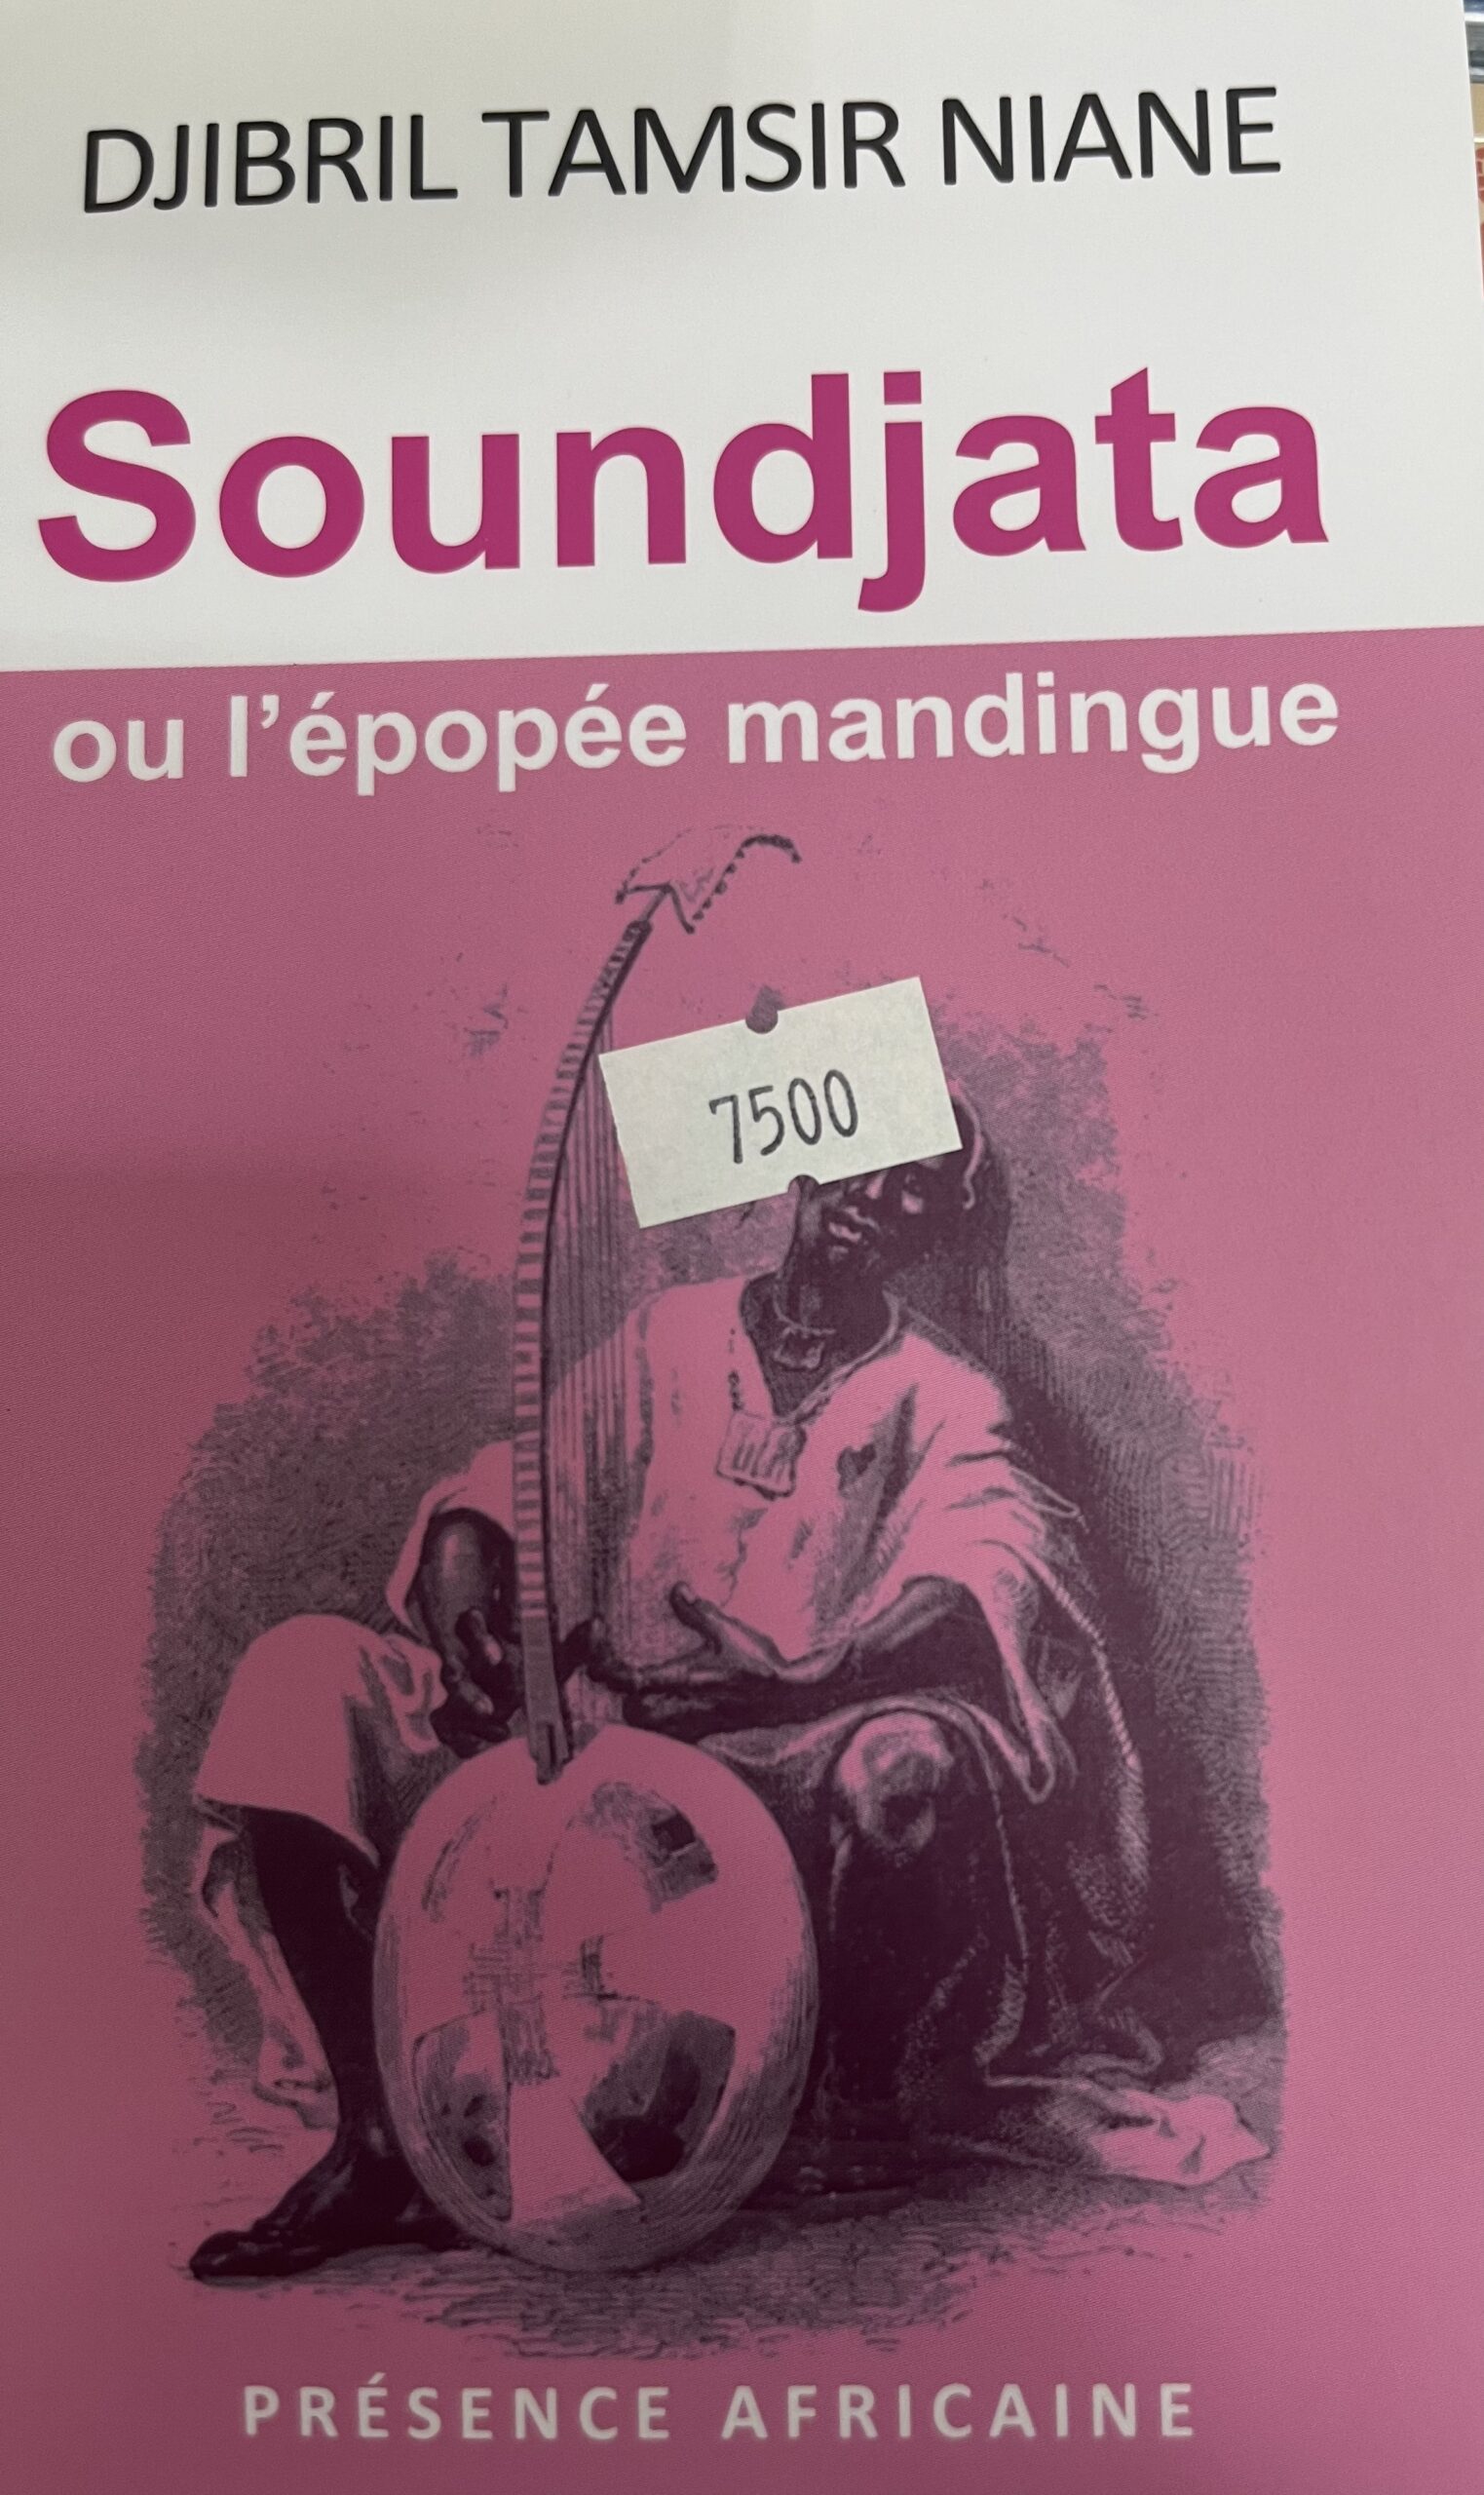 DJIBRIL TAMSIR NIANE
Soundjata
ou l'épopée mandingue
7500
PRÉSENCE AFRICAINE